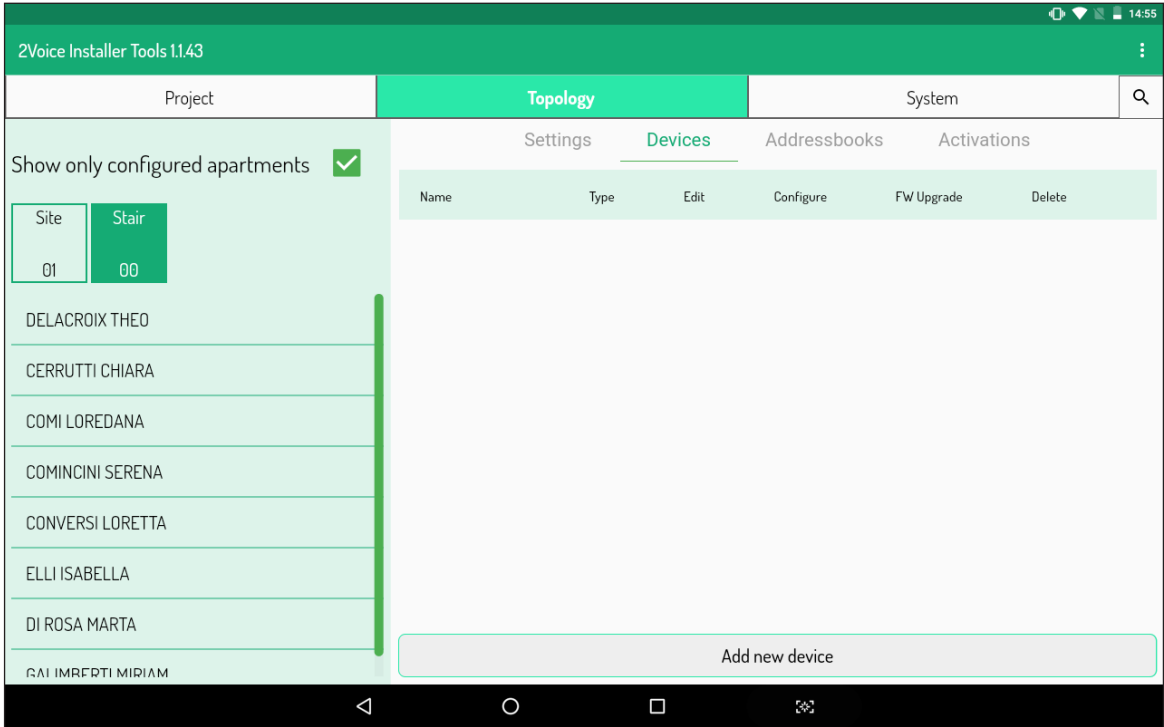 14:55
2Voice Installer Tools 1.1.43
Project Topology System
Settings Devices Addressbooks Activations
Show only configured apartments
Name Type Edit Configure FW Upgrade Delete
Site Stair
01 00
DELACROIX THEO
CERRUTTI CHIARA
COMI LOREDANA
COMINCINI SERENA
CONVERSI LORETTA
ELLI ISABELLA
DI ROSA MARTA
GALIMBERTI MIRIAM
Add new device